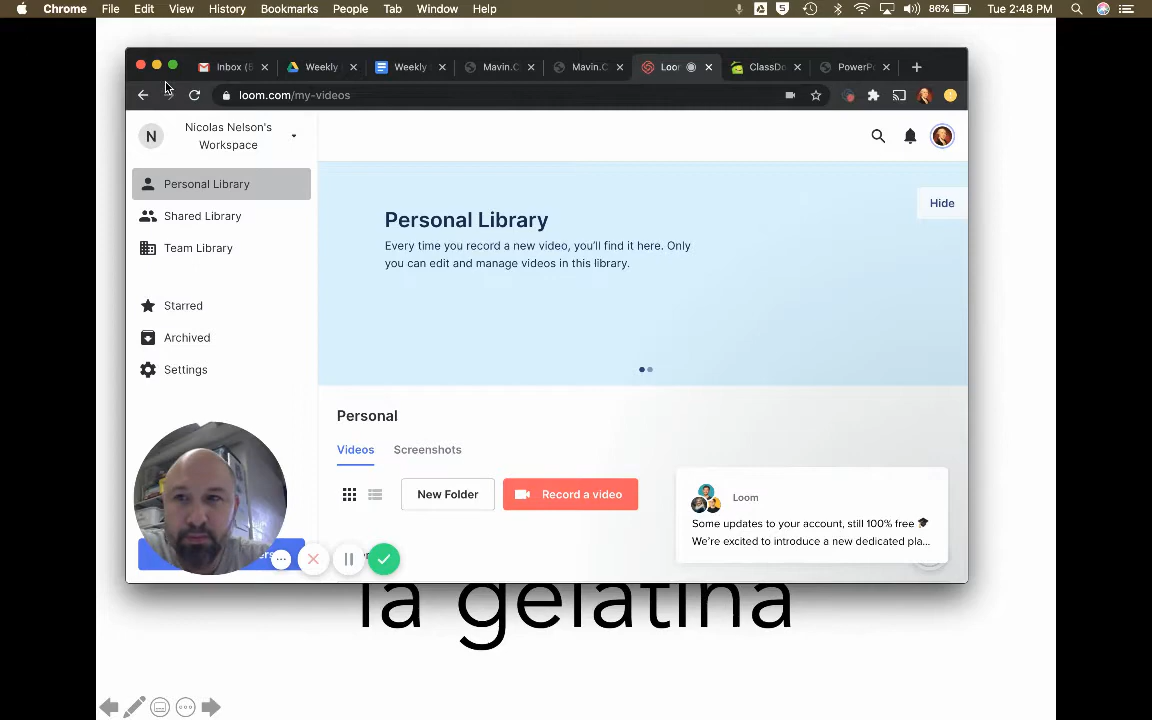 Chrome File Edit View History Bookmarks People Tab Window Help 86% Tue 2:48 PM
Inbox (8 Weekly Weekly Mavin.C Mavin.C Loom ClassDo PowerPo
loom.com/my-videos
N
Nicolas Nelson's
Workspace
Personal Library
Shared Library
Team Library
Starred
Archived
Settings
Hide
Personal Library
Every time you record a new video, you'll find it here. Only
you can edit and manage videos in this library.
Personal
Videos Screenshots
New Folder Record a video
Loom
Some updates to your account, still 100% free
We're excited to introduce a new dedicated pla...
la gelatina